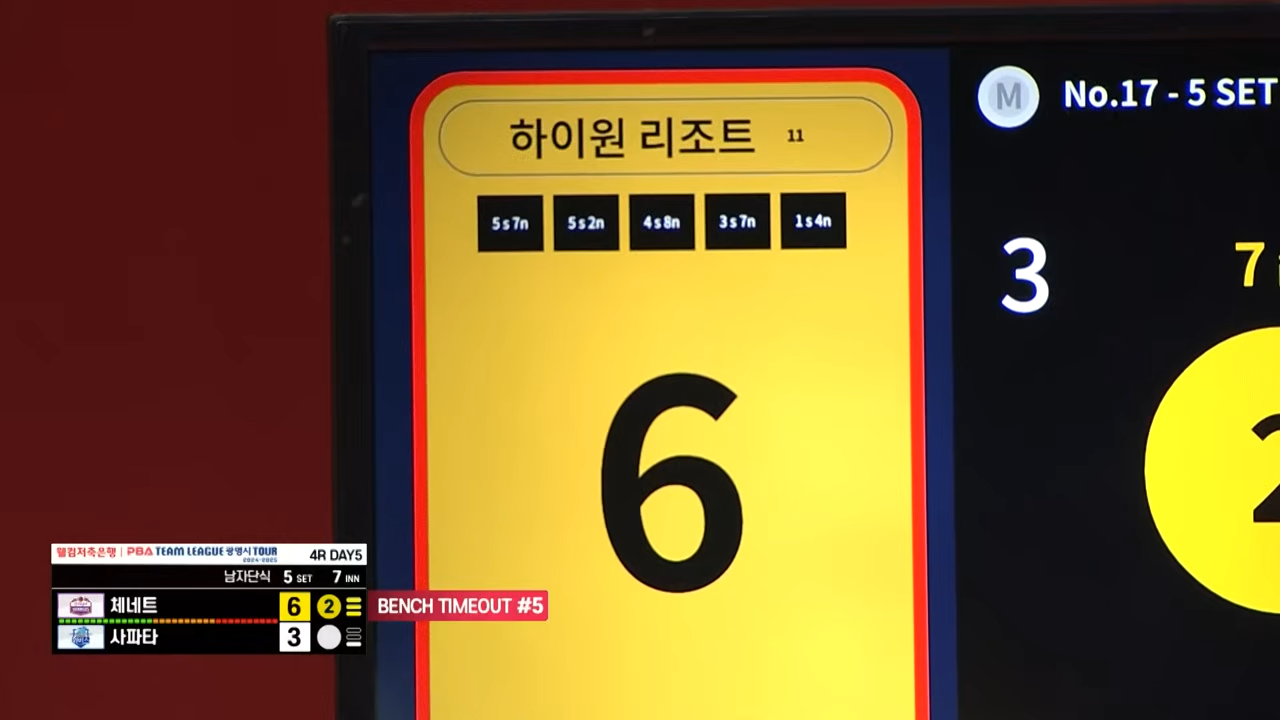 하이원 리조트 11
5s7n 5s2n 4s8n 3s7n 1s4n
6
M No.17 - 5 SET
3
7
2
웰컴저축은행 | PBA TEAM LEAGUE 광명시 TOUR 2024-2025 4R DAY5
남자단식 5 SET 7 INN
체네트 6 2 BENCH TIMEOUT #5
사파타 3